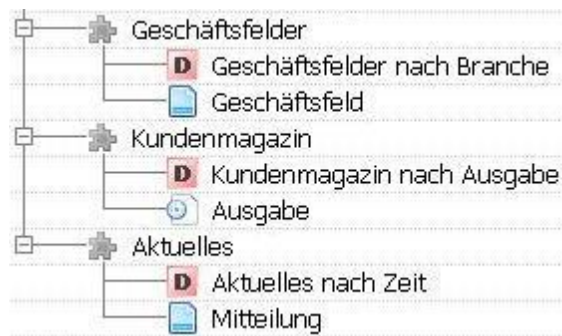 Geschäftsfelder
D Geschäftsfelder nach Branche
Geschäftsfeld
Kundenmagazin
D Kundenmagazin nach Ausgabe
Ausgabe
Aktuelles
D Aktuelles nach Zeit
Mitteilung